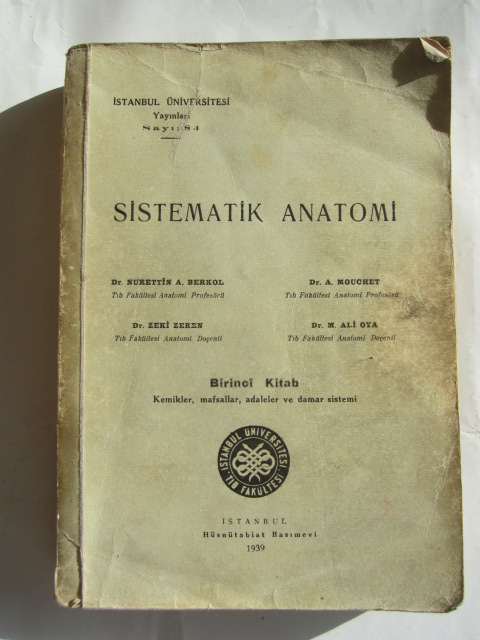 İSTANBUL ÜNİVERSİTESİ
Yayınları
Sayı: 84
SİSTEMATİK ANATOMİ
Dr. NURETTİN A. BERKOL
Tıb Fakültesi Anatomi Profesörü
Dr. A. MOUCHET
Tıb Fakültesi Anatomi Profesörü
Dr. ZEKİ ZEREN
Tıb Fakültesi Anatomi Doçenti
Dr. M. ALİ OYA
Tıb Fakültesi Anatomi Doçenti
Birinci Kitab
Kemikler, mafsallar, adaleler ve damar sistemi
İSTANBUL ÜNİVERSİTESİ
TIB FAKÜLTESİ
İSTANBUL
Hüsnütabiat Basımevi
1939